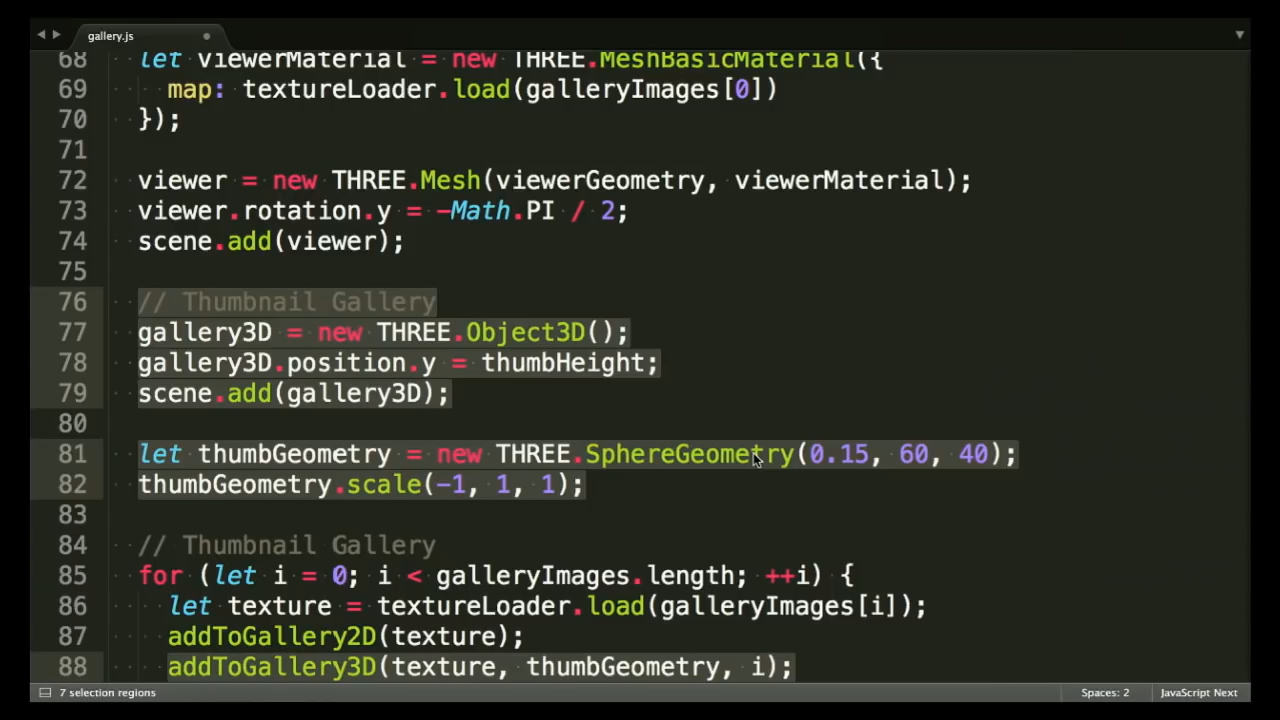 gallery.js
68 let viewerMaterial = new THREE.MeshBasicMaterial({
69 map: textureLoader.load(galleryImages[0])
70 });
71
72 viewer = new THREE.Mesh(viewerGeometry, viewerMaterial);
73 viewer.rotation.y = -Math.PI / 2;
74 scene.add(viewer);
75
76 // Thumbnail Gallery
77 gallery3D = new THREE.Object3D();
78 gallery3D.position.y = thumbHeight;
79 scene.add(gallery3D);
80
81 let thumbGeometry = new THREE.SphereGeometry(0.15, 60, 40);
82 thumbGeometry.scale(-1, 1, 1);
83
84 // Thumbnail Gallery
85 for (let i = 0; i < galleryImages.length; ++i) {
86 let texture = textureLoader.load(galleryImages[i]);
87 addToGallery2D(texture);
88 addToGallery3D(texture, thumbGeometry, i);
7 selection regions Spaces: 2 JavaScript Next